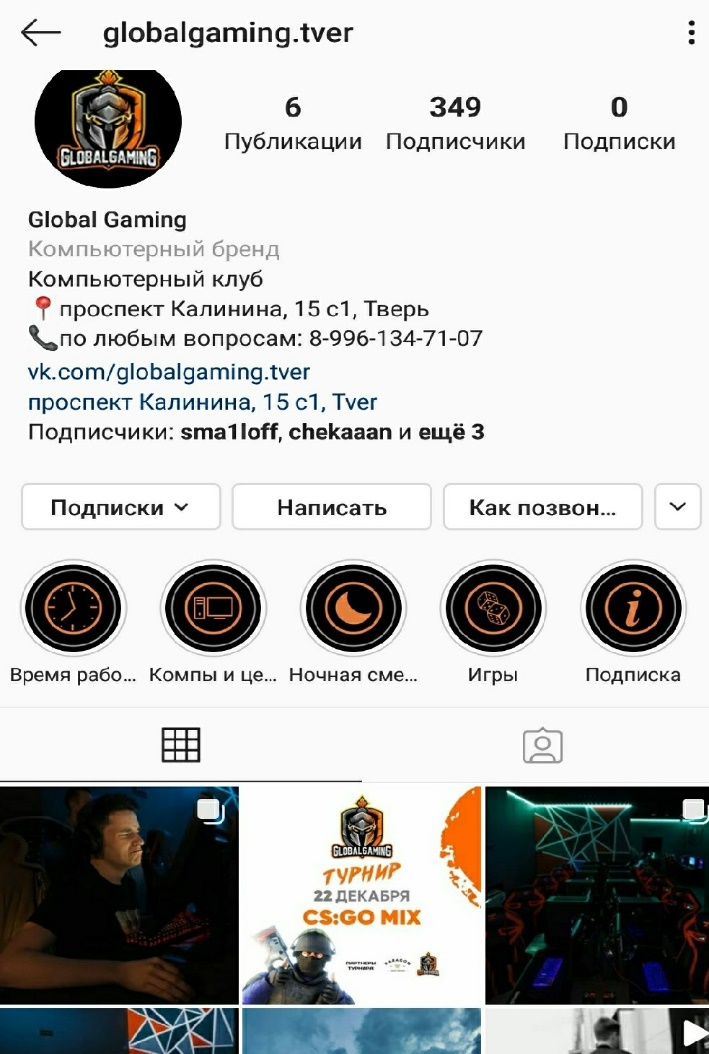 globalgaming.tver
GLOBALGAMING
6
349
0
Публикации
Подписчики
Подписки
Global Gaming
Компьютерный бренд
Компьютерный клуб
📍проспект Калинина, 15 с1, Тверь
📞по любым вопросам: 8-996-134-71-07
vk.com/globalgaming.tver
проспект Калинина, 15 с1, Tver
Подписчики: sma1loff, chekaaan и ещё 3
Подписки
Написать
Как позвон...
Время рабо...
Компы и це...
Ночная сме...
Игры
Подписка
GLOBALGAMING
ТУРНИР
22 ДЕКАБРЯ
CS:GO MIX
ПАРТНЕРЫ
ТУРНИРА